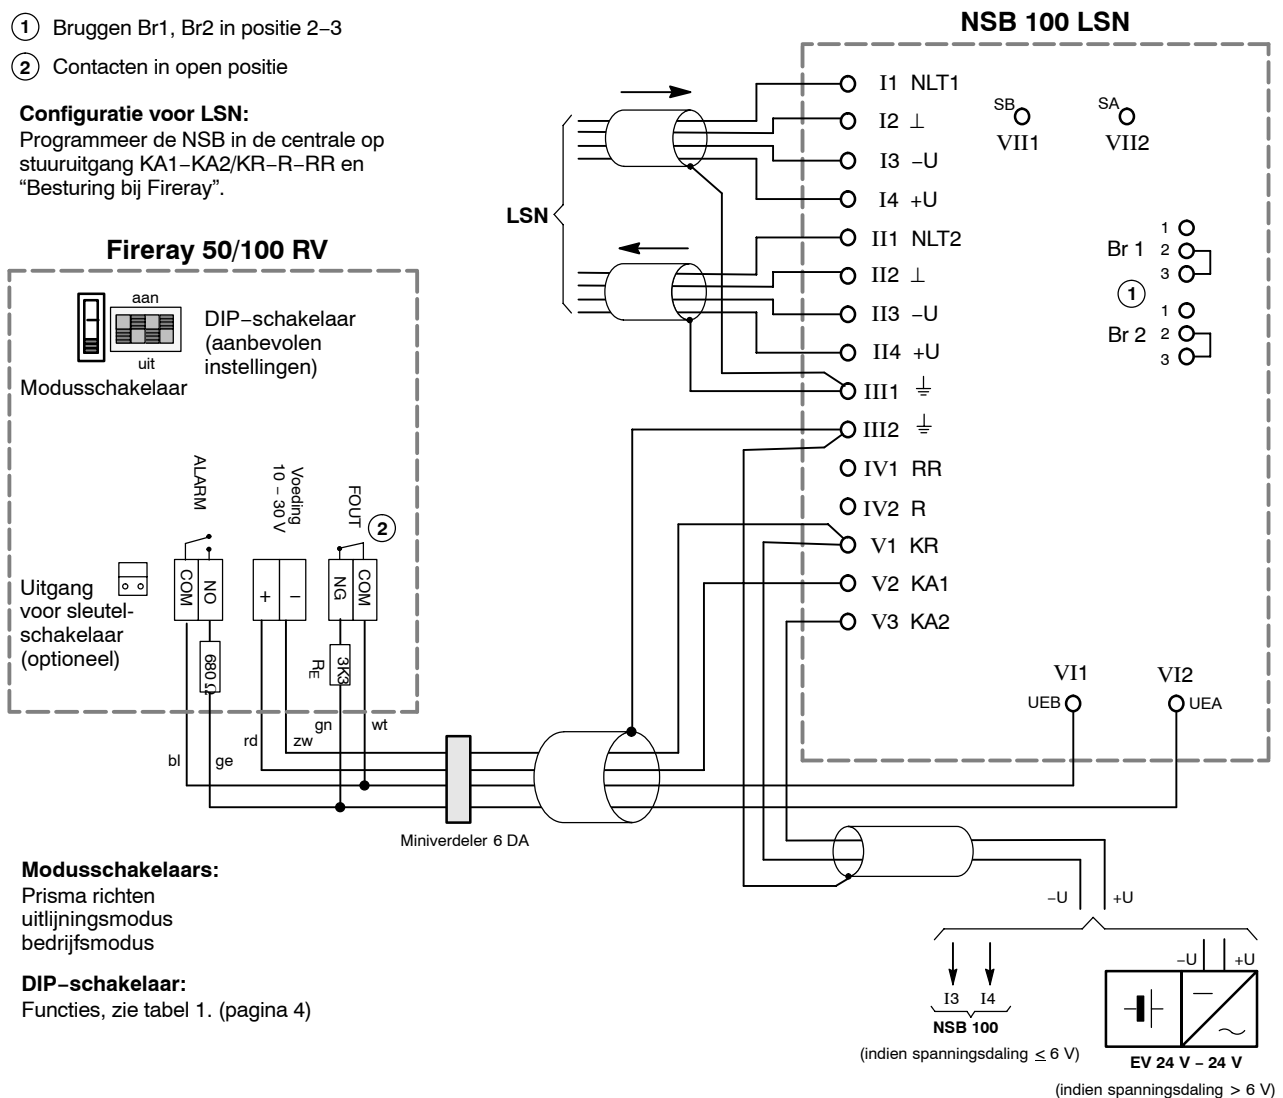 1 Bruggen Br1, Br2 in positie 2–3
2 Contacten in open positie
Configuratie voor LSN:
Programmeer de NSB in de centrale op
stuuruitgang KA1–KA2/KR–R–RR en
“Besturing bij Fireray”.
Fireray 50/100 RV
aan
uit
DIP–schakelaar
(aanbevolen
instellingen)
Modusschakelaar
ALARM
Voeding
10 – 30 V
FOUT
2
COM
NO
+
–
NG
COM
Uitgang
voor sleutel-
schakelaar
(optioneel)
680 Ω
RE
3K3
bl
ge
rd
zw
gn
wt
Miniverdeler 6 DA
Modusschakelaars:
Prisma richten
uitlijningsmodus
bedrijfsmodus
DIP–schakelaar:
Functies, zie tabel 1. (pagina 4)
LSN
NSB 100 LSN
I1 NLT1
I2 ⊥
I3 –U
I4 +U
II1 NLT2
II2 ⊥
II3 –U
II4 +U
III1 ⏚
III2 ⏚
IV1 RR
IV2 R
V1 KR
V2 KA1
V3 KA2
SB
VII1
SA
VII2
Br 1
1
2
3
1
Br 2
1
2
3
VI1
UEB
VI2
UEA
–U
+U
I3 I4
NSB 100
(indien spanningsdaling ≤ 6 V)
–U
+U
EV 24 V – 24 V
(indien spanningsdaling > 6 V)